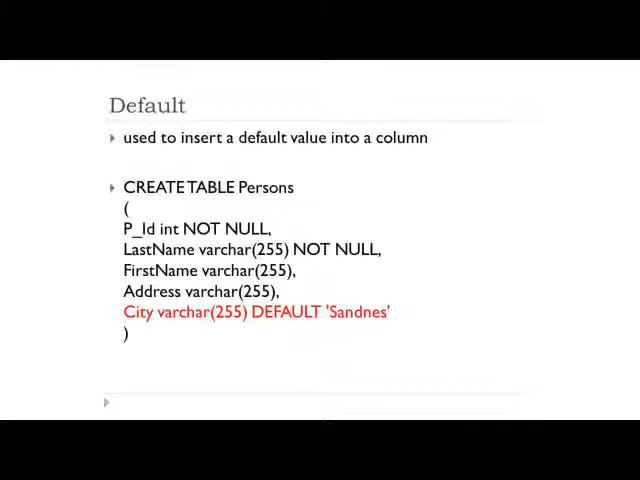 Default
used to insert a default value into a column
CREATE TABLE Persons
(
P_Id int NOT NULL,
LastName varchar(255) NOT NULL,
FirstName varchar(255),
Address varchar(255),
City varchar(255) DEFAULT 'Sandnes'
)